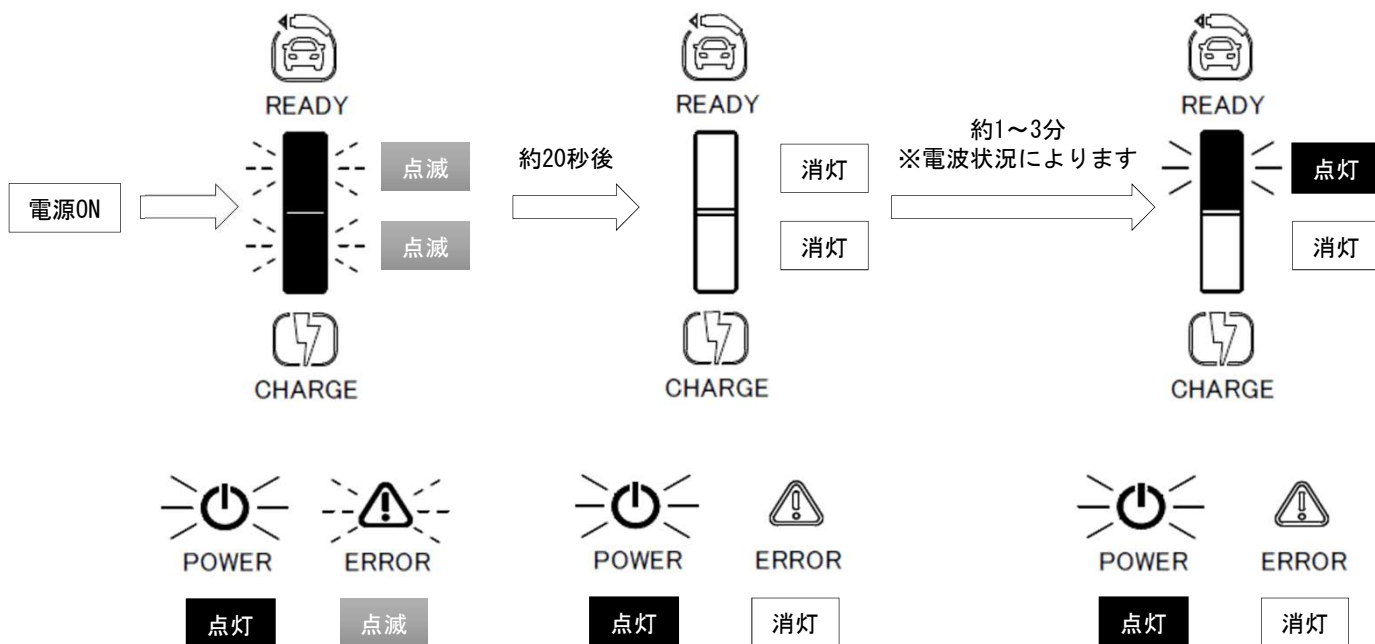 READY
点滅
点滅
CHARGE
電源ON
約20秒後
READY
消灯
消灯
CHARGE
約1～3分
※電波状況によります
READY
点灯
消灯
CHARGE
POWER
点灯
ERROR
点滅
POWER
点灯
ERROR
消灯
POWER
点灯
ERROR
消灯